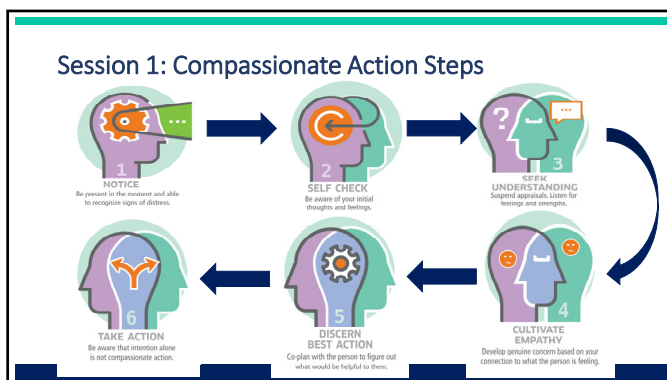 Session 1: Compassionate Action Steps
...
1
NOTICE
Be present in the moment and able
to recognize signs of distress.
2
SELF CHECK
Be aware of your initial
thoughts and feelings.
?
...
3
SEEK
UNDERSTANDING
Suspend appraisals. Listen for
feelings and strengths.
4
CULTIVATE
EMPATHY
Develop genuine concern based on your
connection to what the person is feeling.
5
DISCERN
BEST ACTION
Co-plan with the person to figure out
what would be helpful to them.
6
TAKE ACTION
Be aware that intention alone
is not compassionate action.